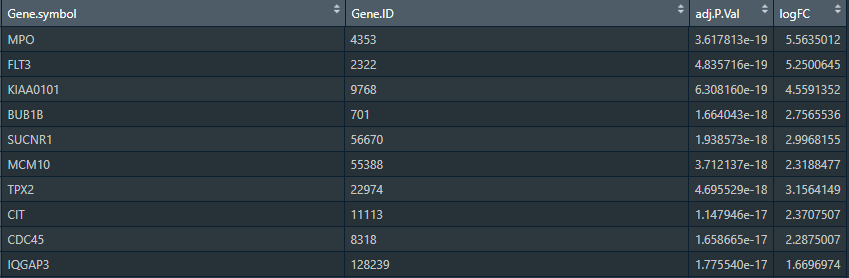 Gene.symbol Gene.ID adj.P.Val logFC
MPO 4353 3.617813e-19 5.5635012
FLT3 2322 4.835716e-19 5.2500645
KIAA0101 9768 6.308160e-19 4.5591352
BUB1B 701 1.664043e-18 2.7565536
SUCNR1 56670 1.938573e-18 2.9968155
MCM10 55388 3.712137e-18 2.3188477
TPX2 22974 4.695529e-18 3.1564149
CIT 11113 1.147946e-17 2.3707507
CDC45 8318 1.658665e-17 2.2875007
IQGAP3 128239 1.775540e-17 1.6696974